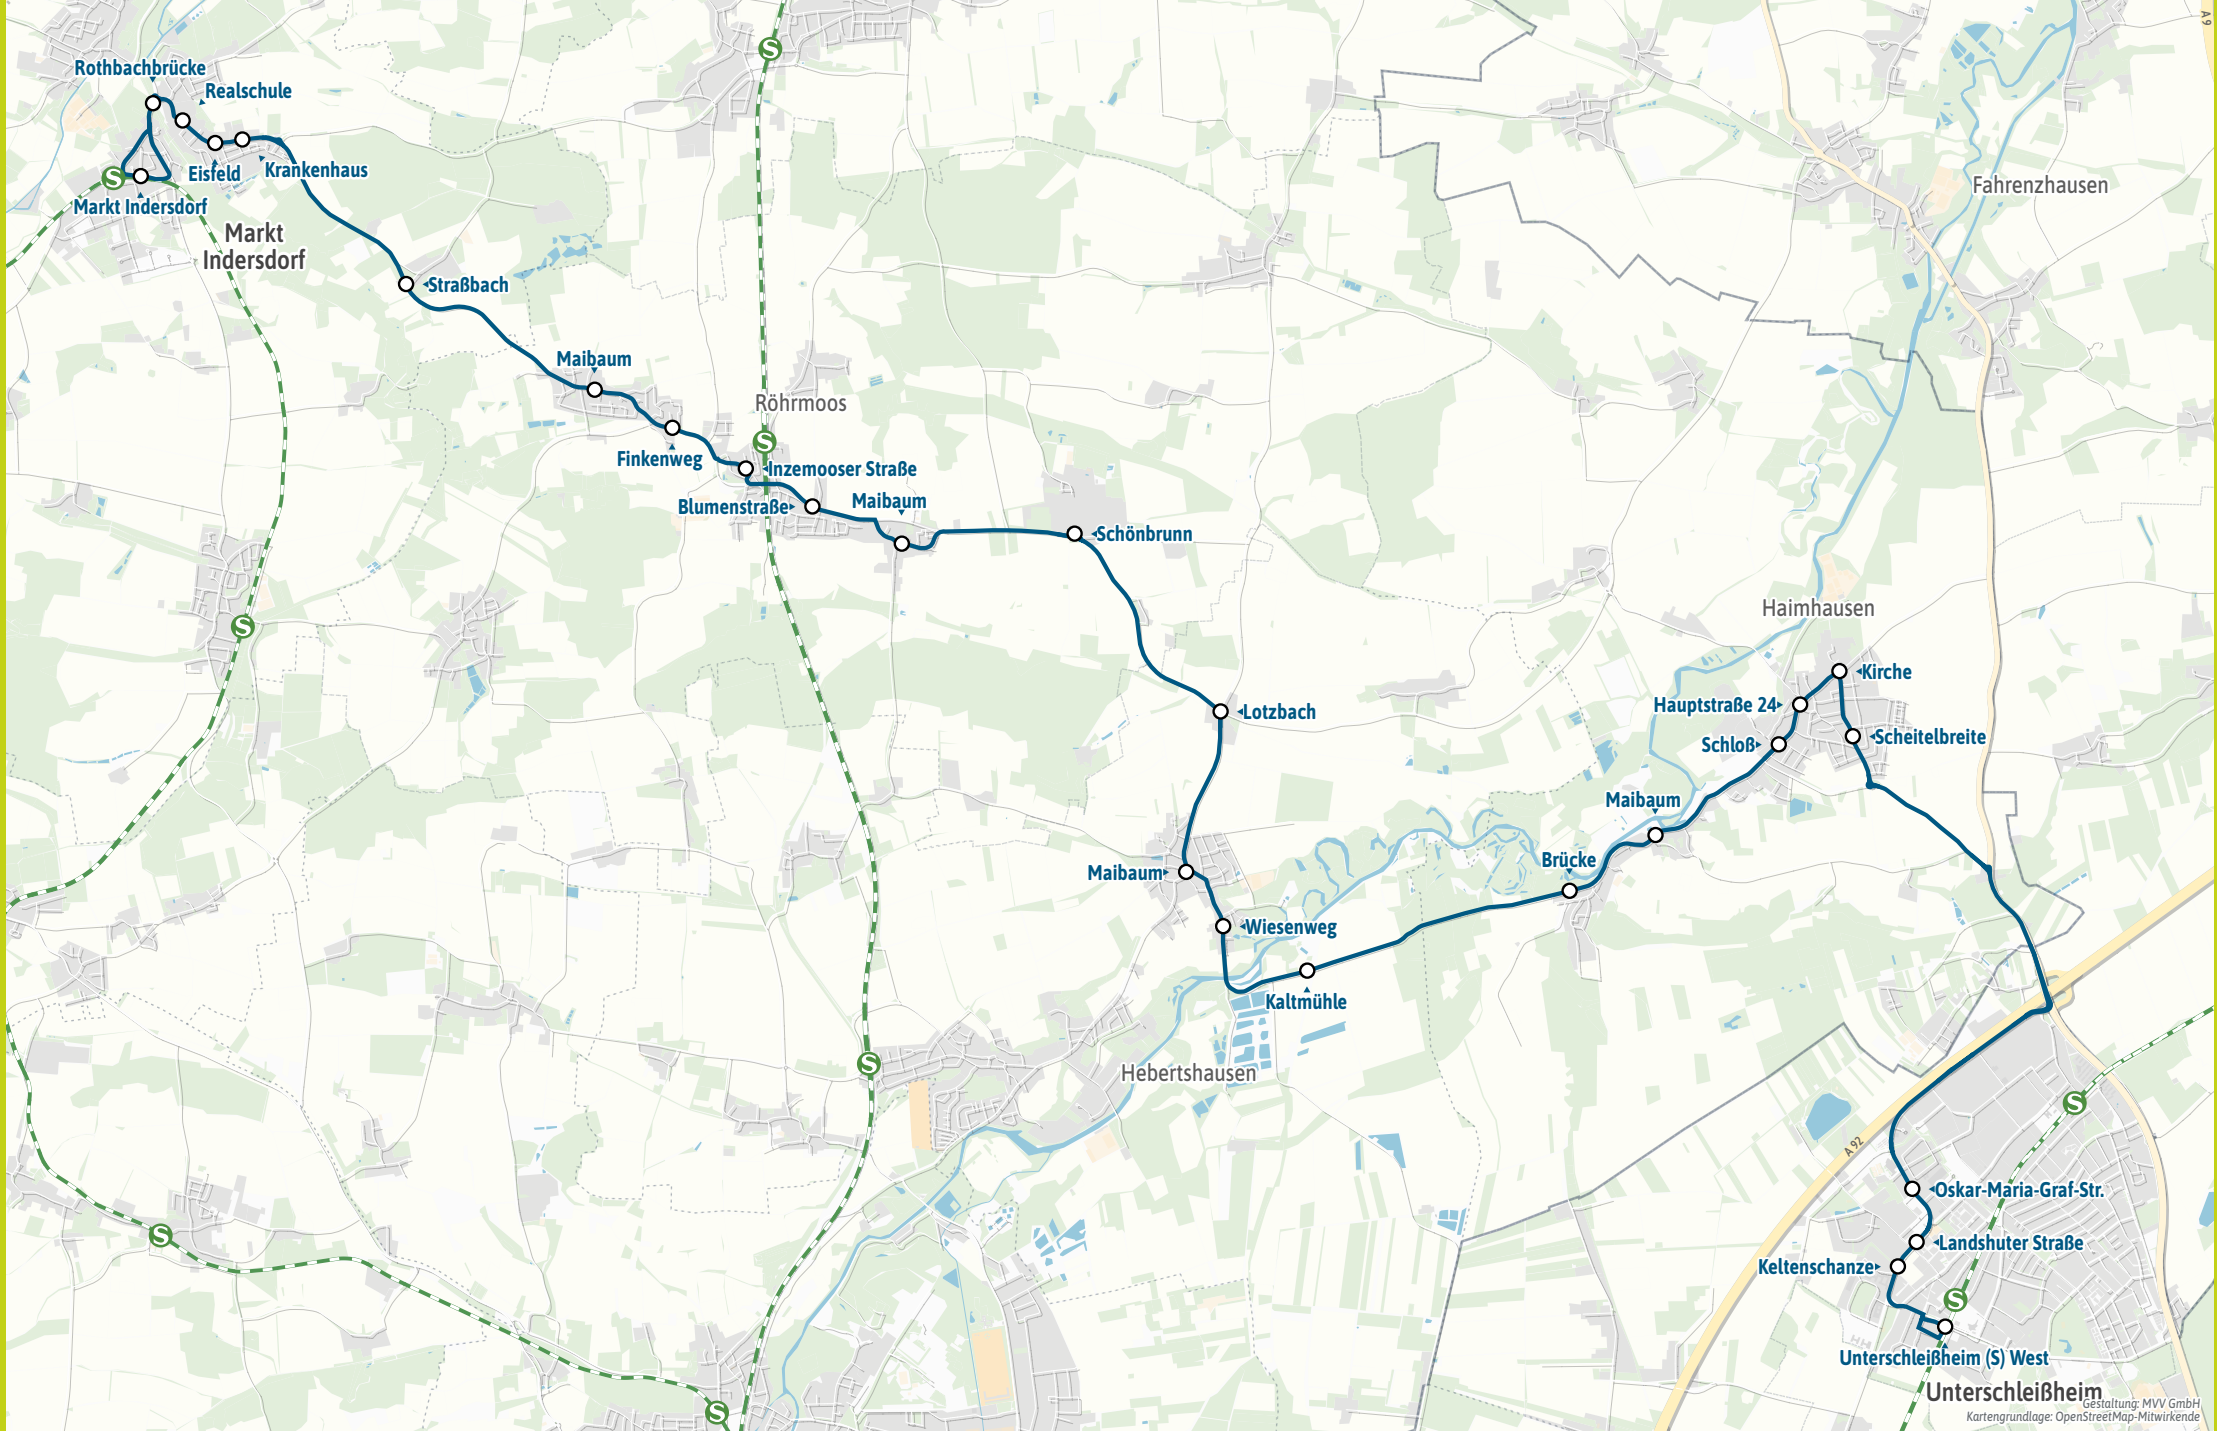 A 9
Rothbachbrücke
Realschule
Eisfeld
Krankenhaus
S
Markt Indersdorf
Markt
Indersdorf
S
Fahrenzhausen
Straßbach
Maibaum
Röhrmoos
Finkenweg
S
Inzemooser Straße
Blumenstraße
Maibaum
Schönbrunn
S
Haimhausen
Kirche
Hauptstraße 24
Lotzbach
Schloß
Scheitelbreite
Maibaum
Brücke
Maibaum
Wiesenweg
Kaltmühle
S
Hebertshausen
S
A 92
Oskar-Maria-Graf-Str.
S
Landshuter Straße
Keltenschanze
S
Unterschleißheim (S) West
Unterschleißheim
S
Gestaltung: MVV GmbH
Kartengrundlage: OpenStreetMap-Mitwirkende